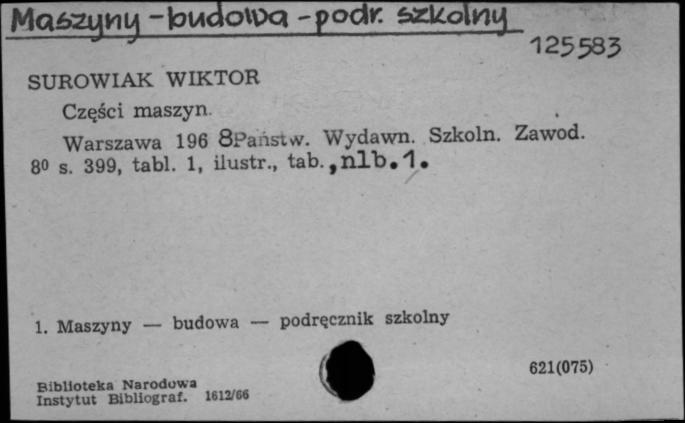 Maszyny - budowa - podr. szkolny
125583
SUROWIAK WIKTOR
Części maszyn.
Warszawa 196 8Państw. Wydawn. Szkoln. Zawod.
8º s. 399, tabl. 1, ilustr., tab., nlb. 1.
1. Maszyny — budowa — podręcznik szkolny
621(075)
Biblioteka Narodowa
Instytut Bibliograf. 1612/66